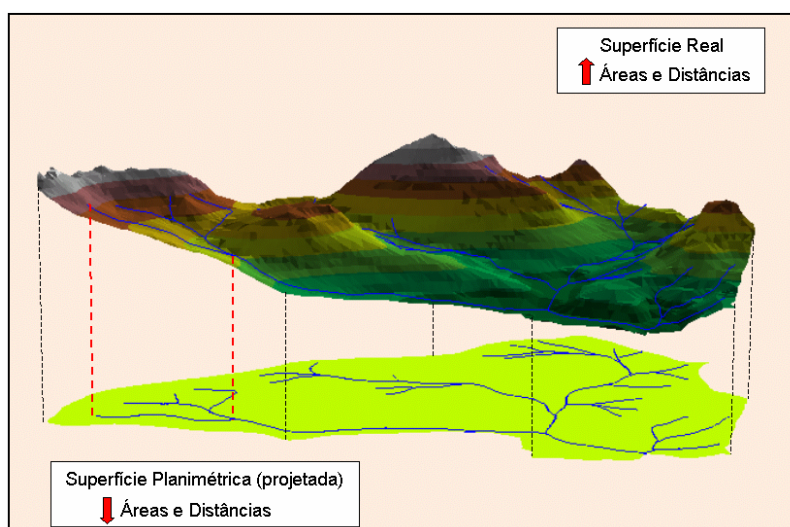 Superfície Real
Áreas e Distâncias
Superfície Planimétrica (projetada)
Áreas e Distâncias